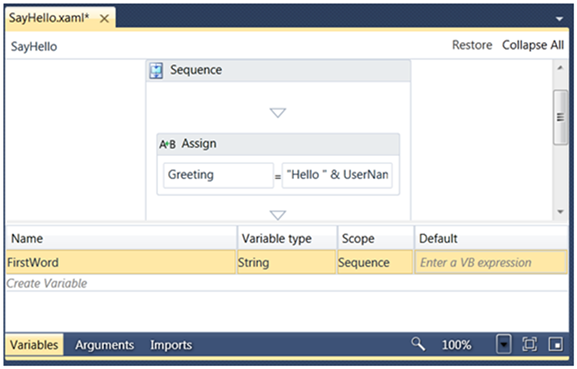 SayHello.xaml*
SayHello Restore Collapse All
Sequence
A+B Assign
Greeting = "Hello " & UserNan
Name Variable type Scope Default
FirstWord String Sequence Enter a VB expression
Create Variable
Variables Arguments Imports 100%